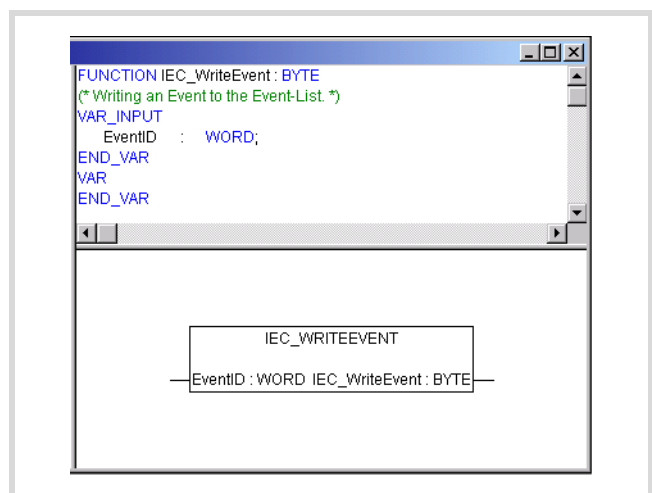 FUNCTION IEC_WriteEvent : BYTE
(* Writing an Event to the Event-List. *)
VAR_INPUT
EventID : WORD;
END_VAR
VAR
END_VAR
IEC_WRITEEVENT
EventID : WORD IEC_WriteEvent : BYTE